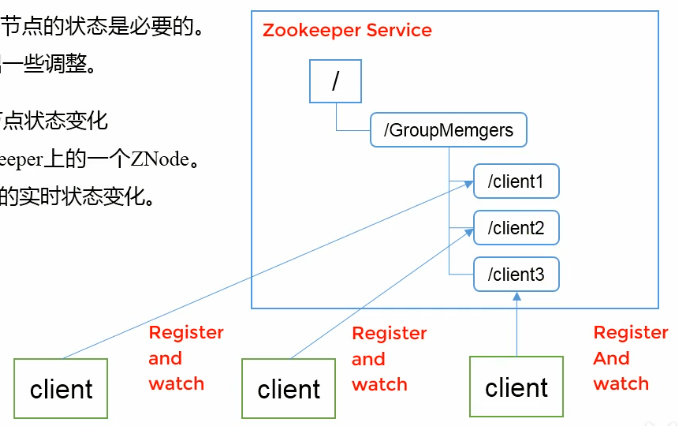 节点的状态是必要的。
一些调整。
节点状态变化
eeper上的一个ZNode。
的实时状态变化。
Zookeeper Service
/
/GroupMemgers
/client1
/client2
/client3
Register
and
watch
Register
and
watch
Register
And
watch
client
client
client